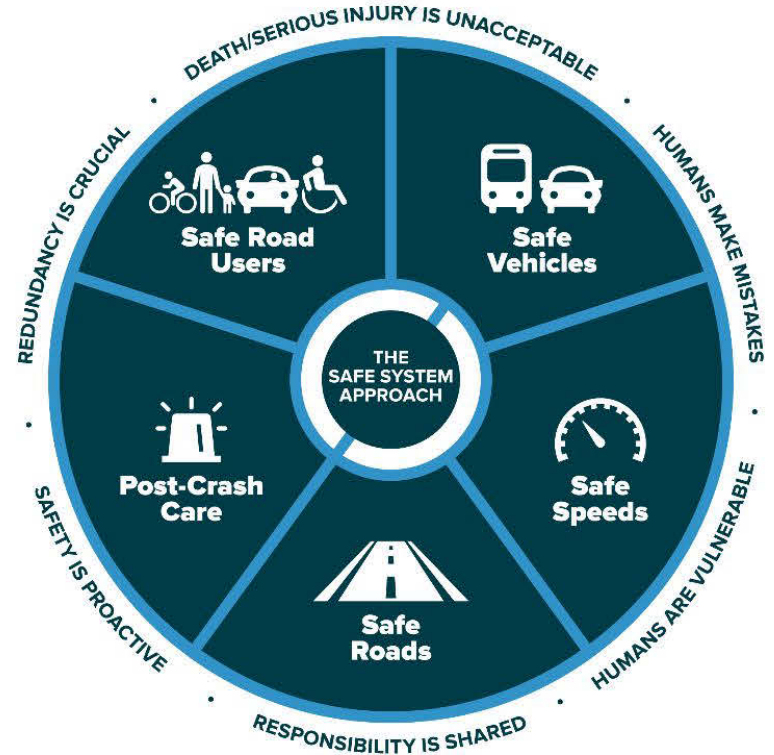 DEATH/SERIOUS INJURY IS UNACCEPTABLE
HUMANS MAKE MISTAKES
HUMANS ARE VULNERABLE
RESPONSIBILITY IS SHARED
SAFETY IS PROACTIVE
REDUNDANCY IS CRUCIAL
Safe Road
Users
Safe
Vehicles
Safe
Speeds
Safe
Roads
Post-Crash
Care
THE
SAFE SYSTEM
APPROACH